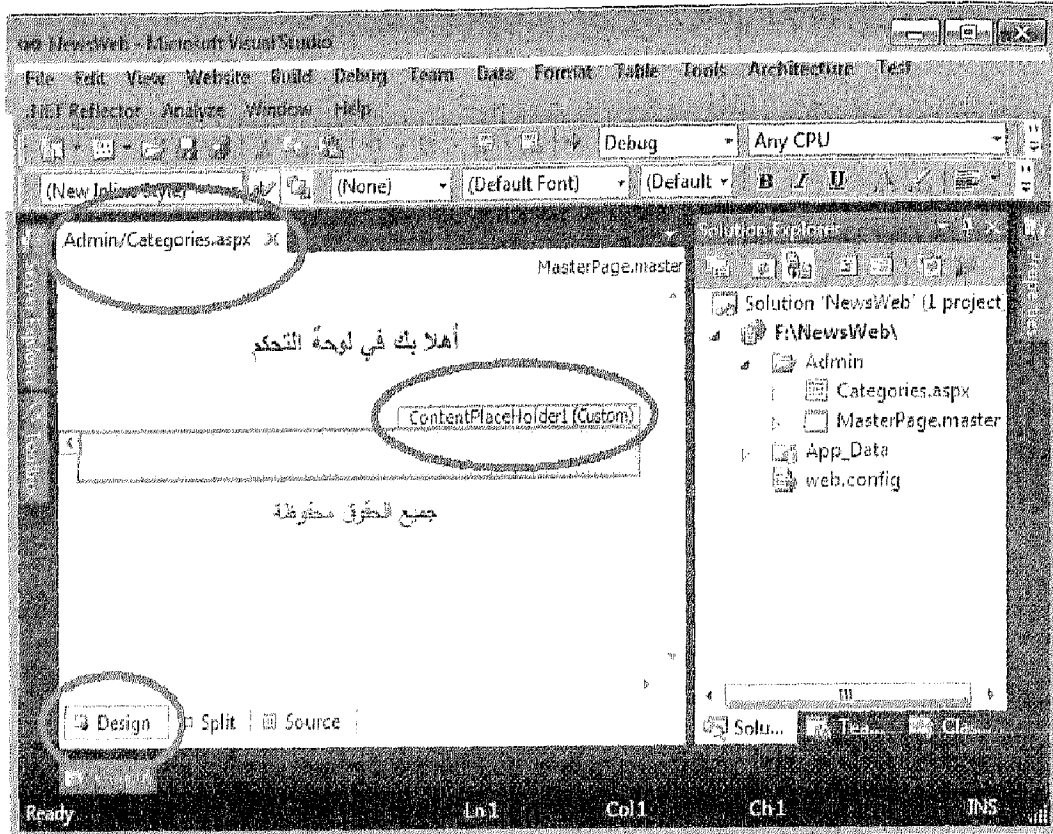 NewsWeb - Microsoft Visual Studio
File Edit View Website Build Debug Team Data Format Table Tools Architecture Test
.NET Reflector Analyze Window Help
Debug Any CPU
(New Inline Style) (None) (Default Font) (Default B I U
Admin/Categories.aspx
MasterPage.master
أهلا بك في لوحة التحكم
ContentPlaceHolder1 (Custom)
جميع الحقوق محفوظة
Design Split Source
Solution Explorer
Solution 'NewsWeb' (1 project
F:\NewsWeb\
Admin
Categories.aspx
MasterPage.master
App_Data
web.config
Solu... Tea... Clas...
Ready Ln 1 Col 1 Ch 1 INS